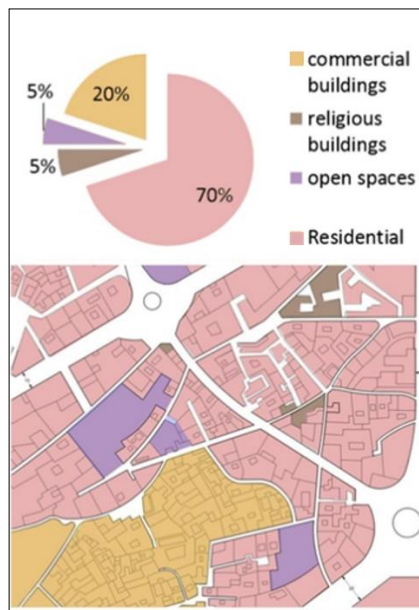 commercial
buildings
religious
buildings
open spaces
Residential
5%
20%
5%
70%